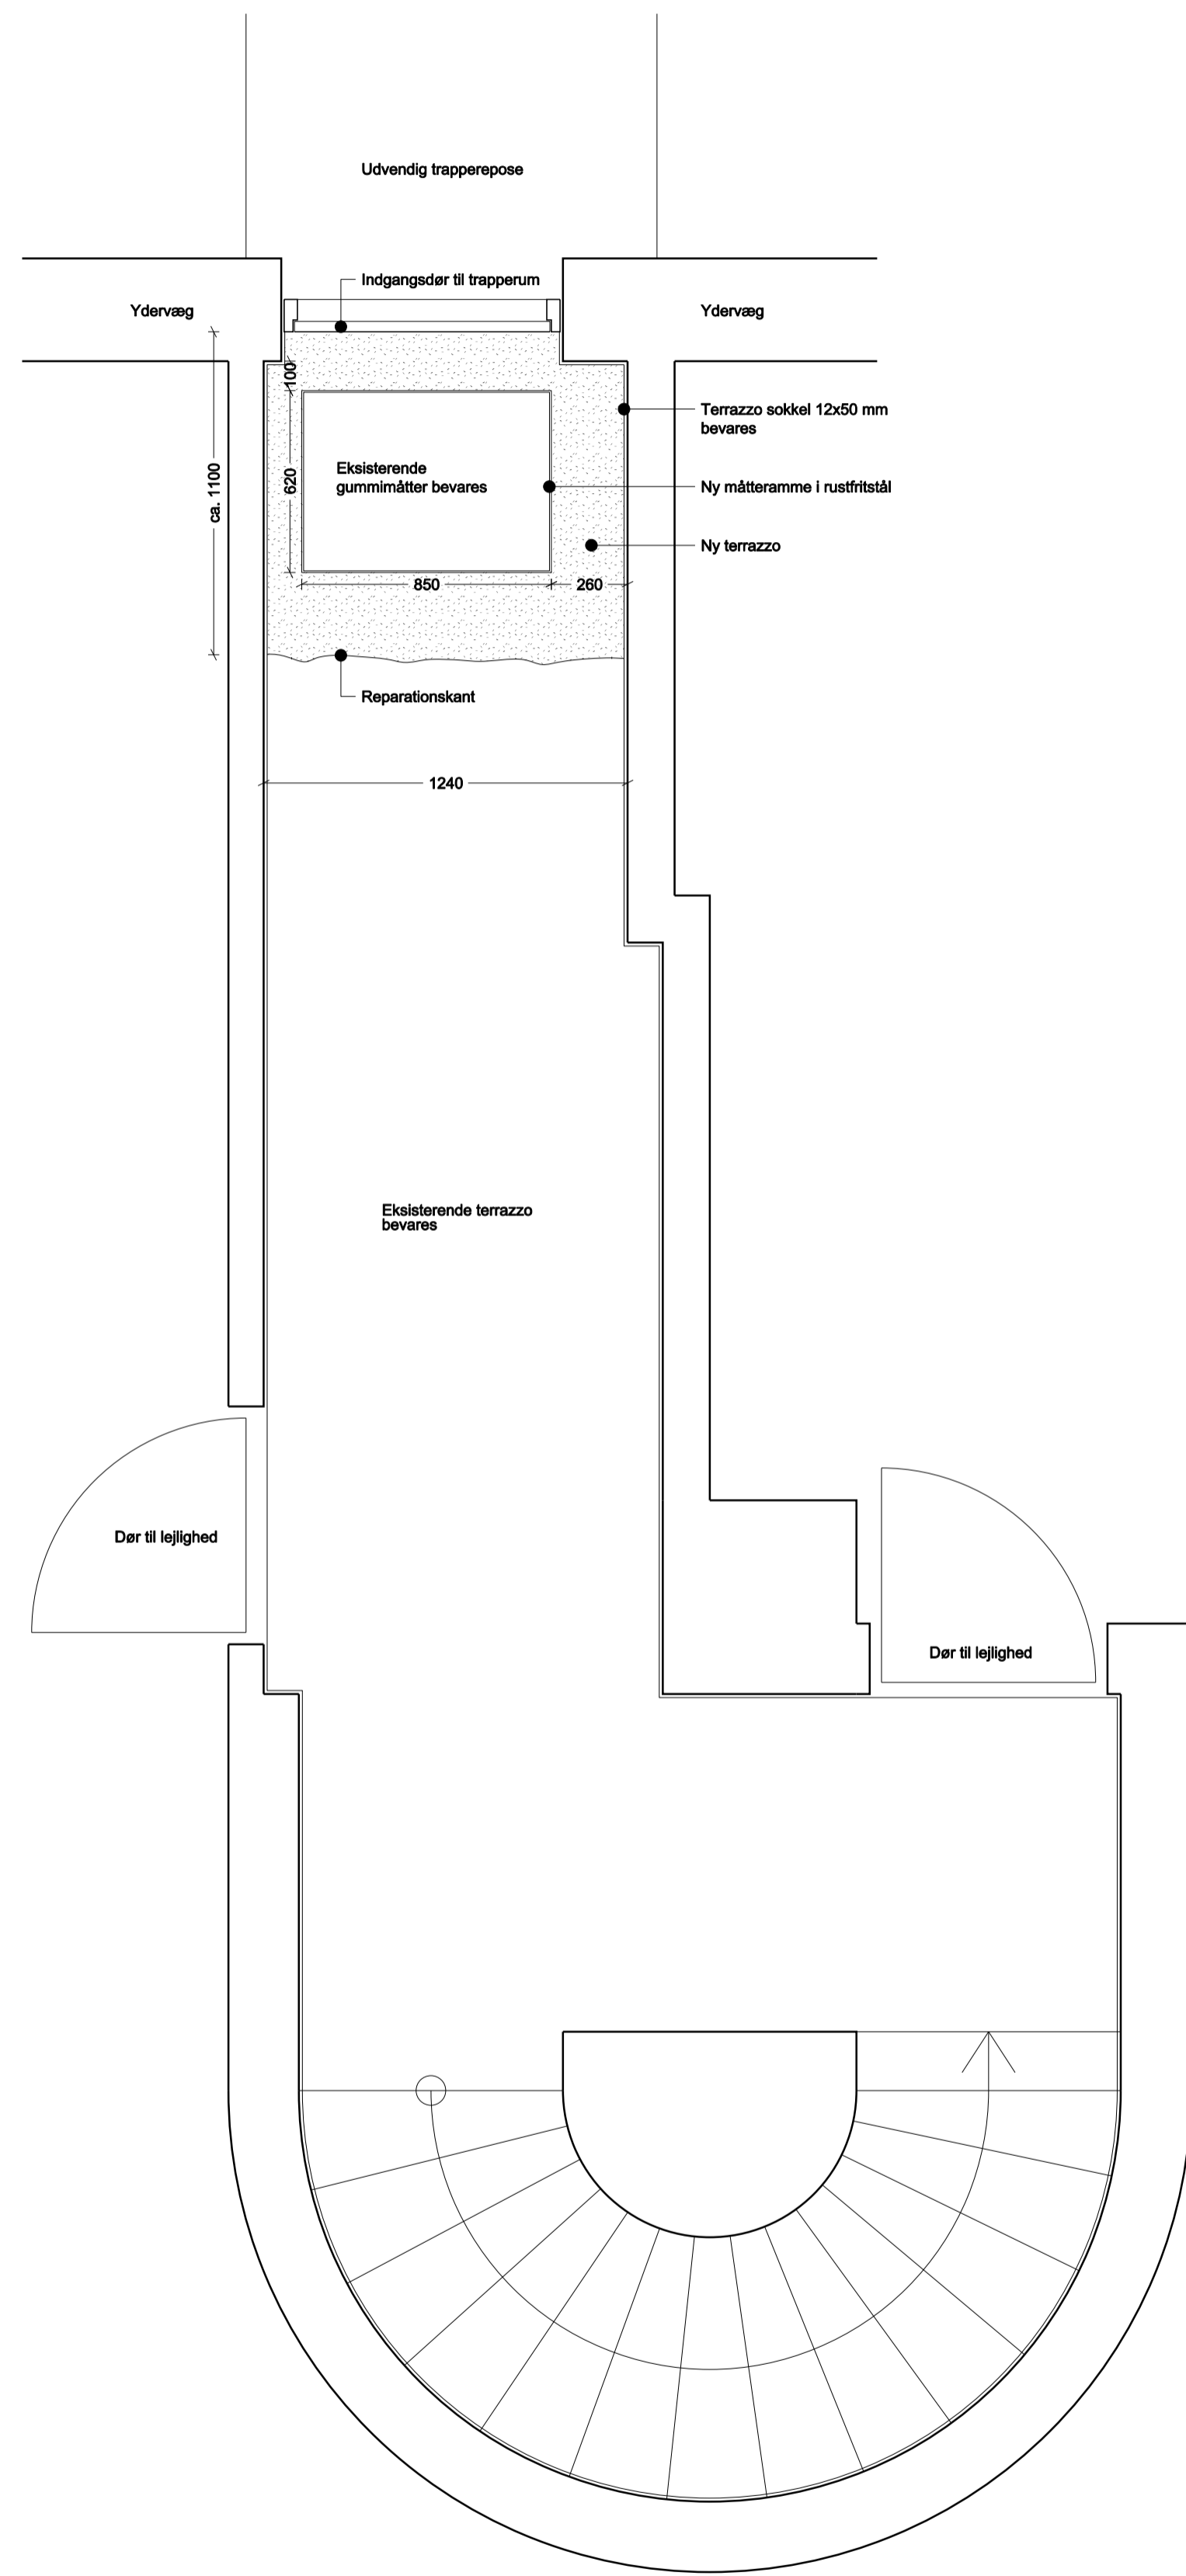 Udvendig trapperepose
Indgangsdør til trapperum
Ydervæg
Ydervæg
100
Terrazzo sokkel 12x50 mm
bevares
ca. 1100
620
Eksisterende
gummimåtter bevares
Ny måtteramme i rustfritstål
Ny terrazzo
850
260
Reparationskant
1240
Eksisterende terrazzo
bevares
Dør til lejlighed
Dør til lejlighed